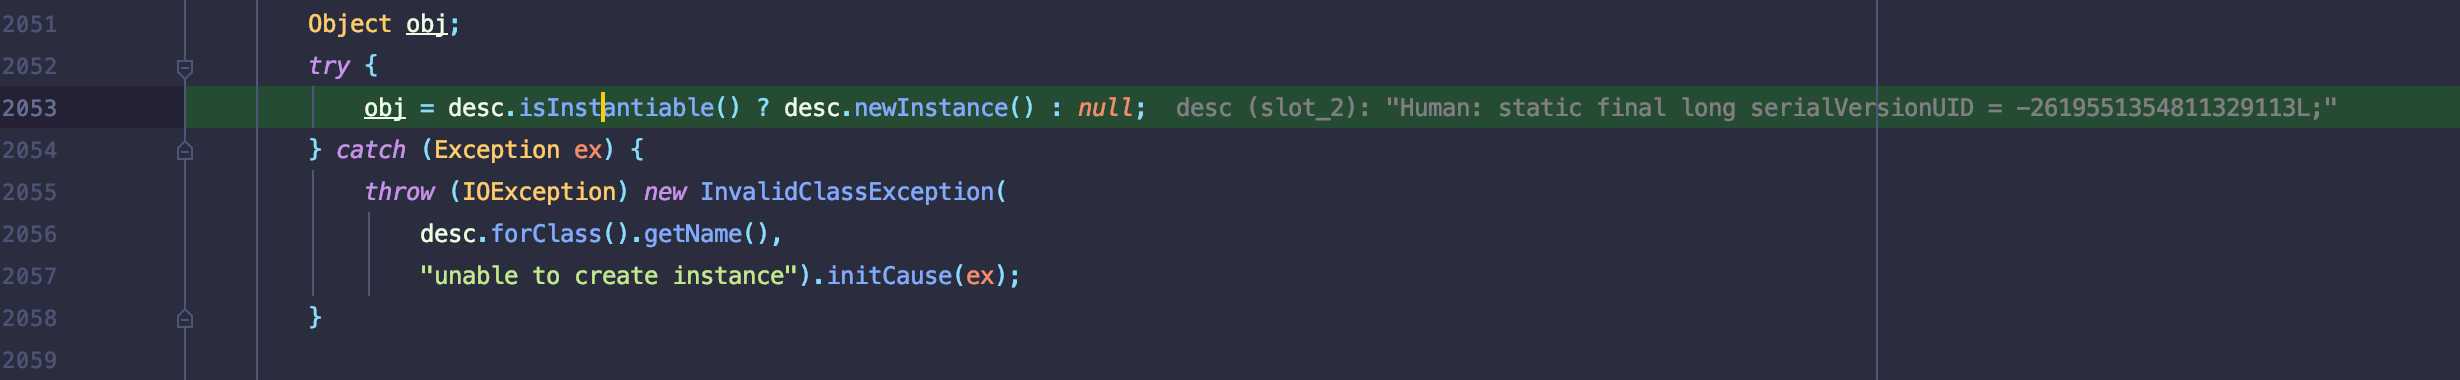 2051 Object obj;
2052 try {
2053 obj = desc.isInstantiable() ? desc.newInstance() : null; desc (slot_2): "Human: static final long serialVersionUID = -2619551354811329113L;"
2054 } catch (Exception ex) {
2055 throw (IOException) new InvalidClassException(
2056 desc.forClass().getName(),
2057 "unable to create instance").initCause(ex);
2058 }
2059